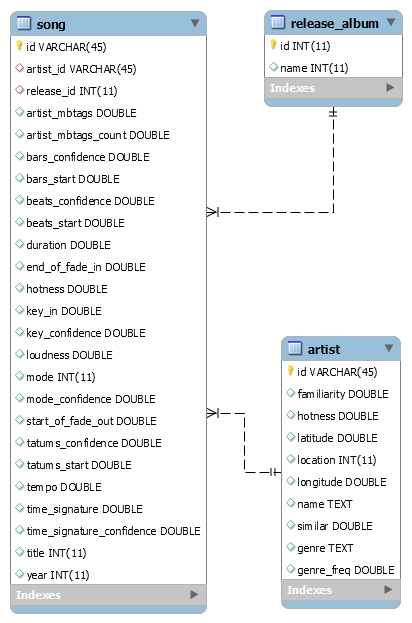 song
id VARCHAR(45)
artist_id VARCHAR(45)
release_id INT(11)
artist_mbtags DOUBLE
artist_mbtags_count DOUBLE
bars_confidence DOUBLE
bars_start DOUBLE
beats_confidence DOUBLE
beats_start DOUBLE
duration DOUBLE
end_of_fade_in DOUBLE
hotness DOUBLE
key_in DOUBLE
key_confidence DOUBLE
loudness DOUBLE
mode INT(11)
mode_confidence DOUBLE
start_of_fade_out DOUBLE
tatums_confidence DOUBLE
tatums_start DOUBLE
tempo DOUBLE
time_signature DOUBLE
time_signature_confidence DOUBLE
title INT(11)
year INT(11)
Indexes
release_album
id INT(11)
name INT(11)
Indexes
artist
id VARCHAR(45)
familiarity DOUBLE
hotness DOUBLE
latitude DOUBLE
location INT(11)
longitude DOUBLE
name TEXT
similar DOUBLE
genre TEXT
genre_freq DOUBLE
Indexes